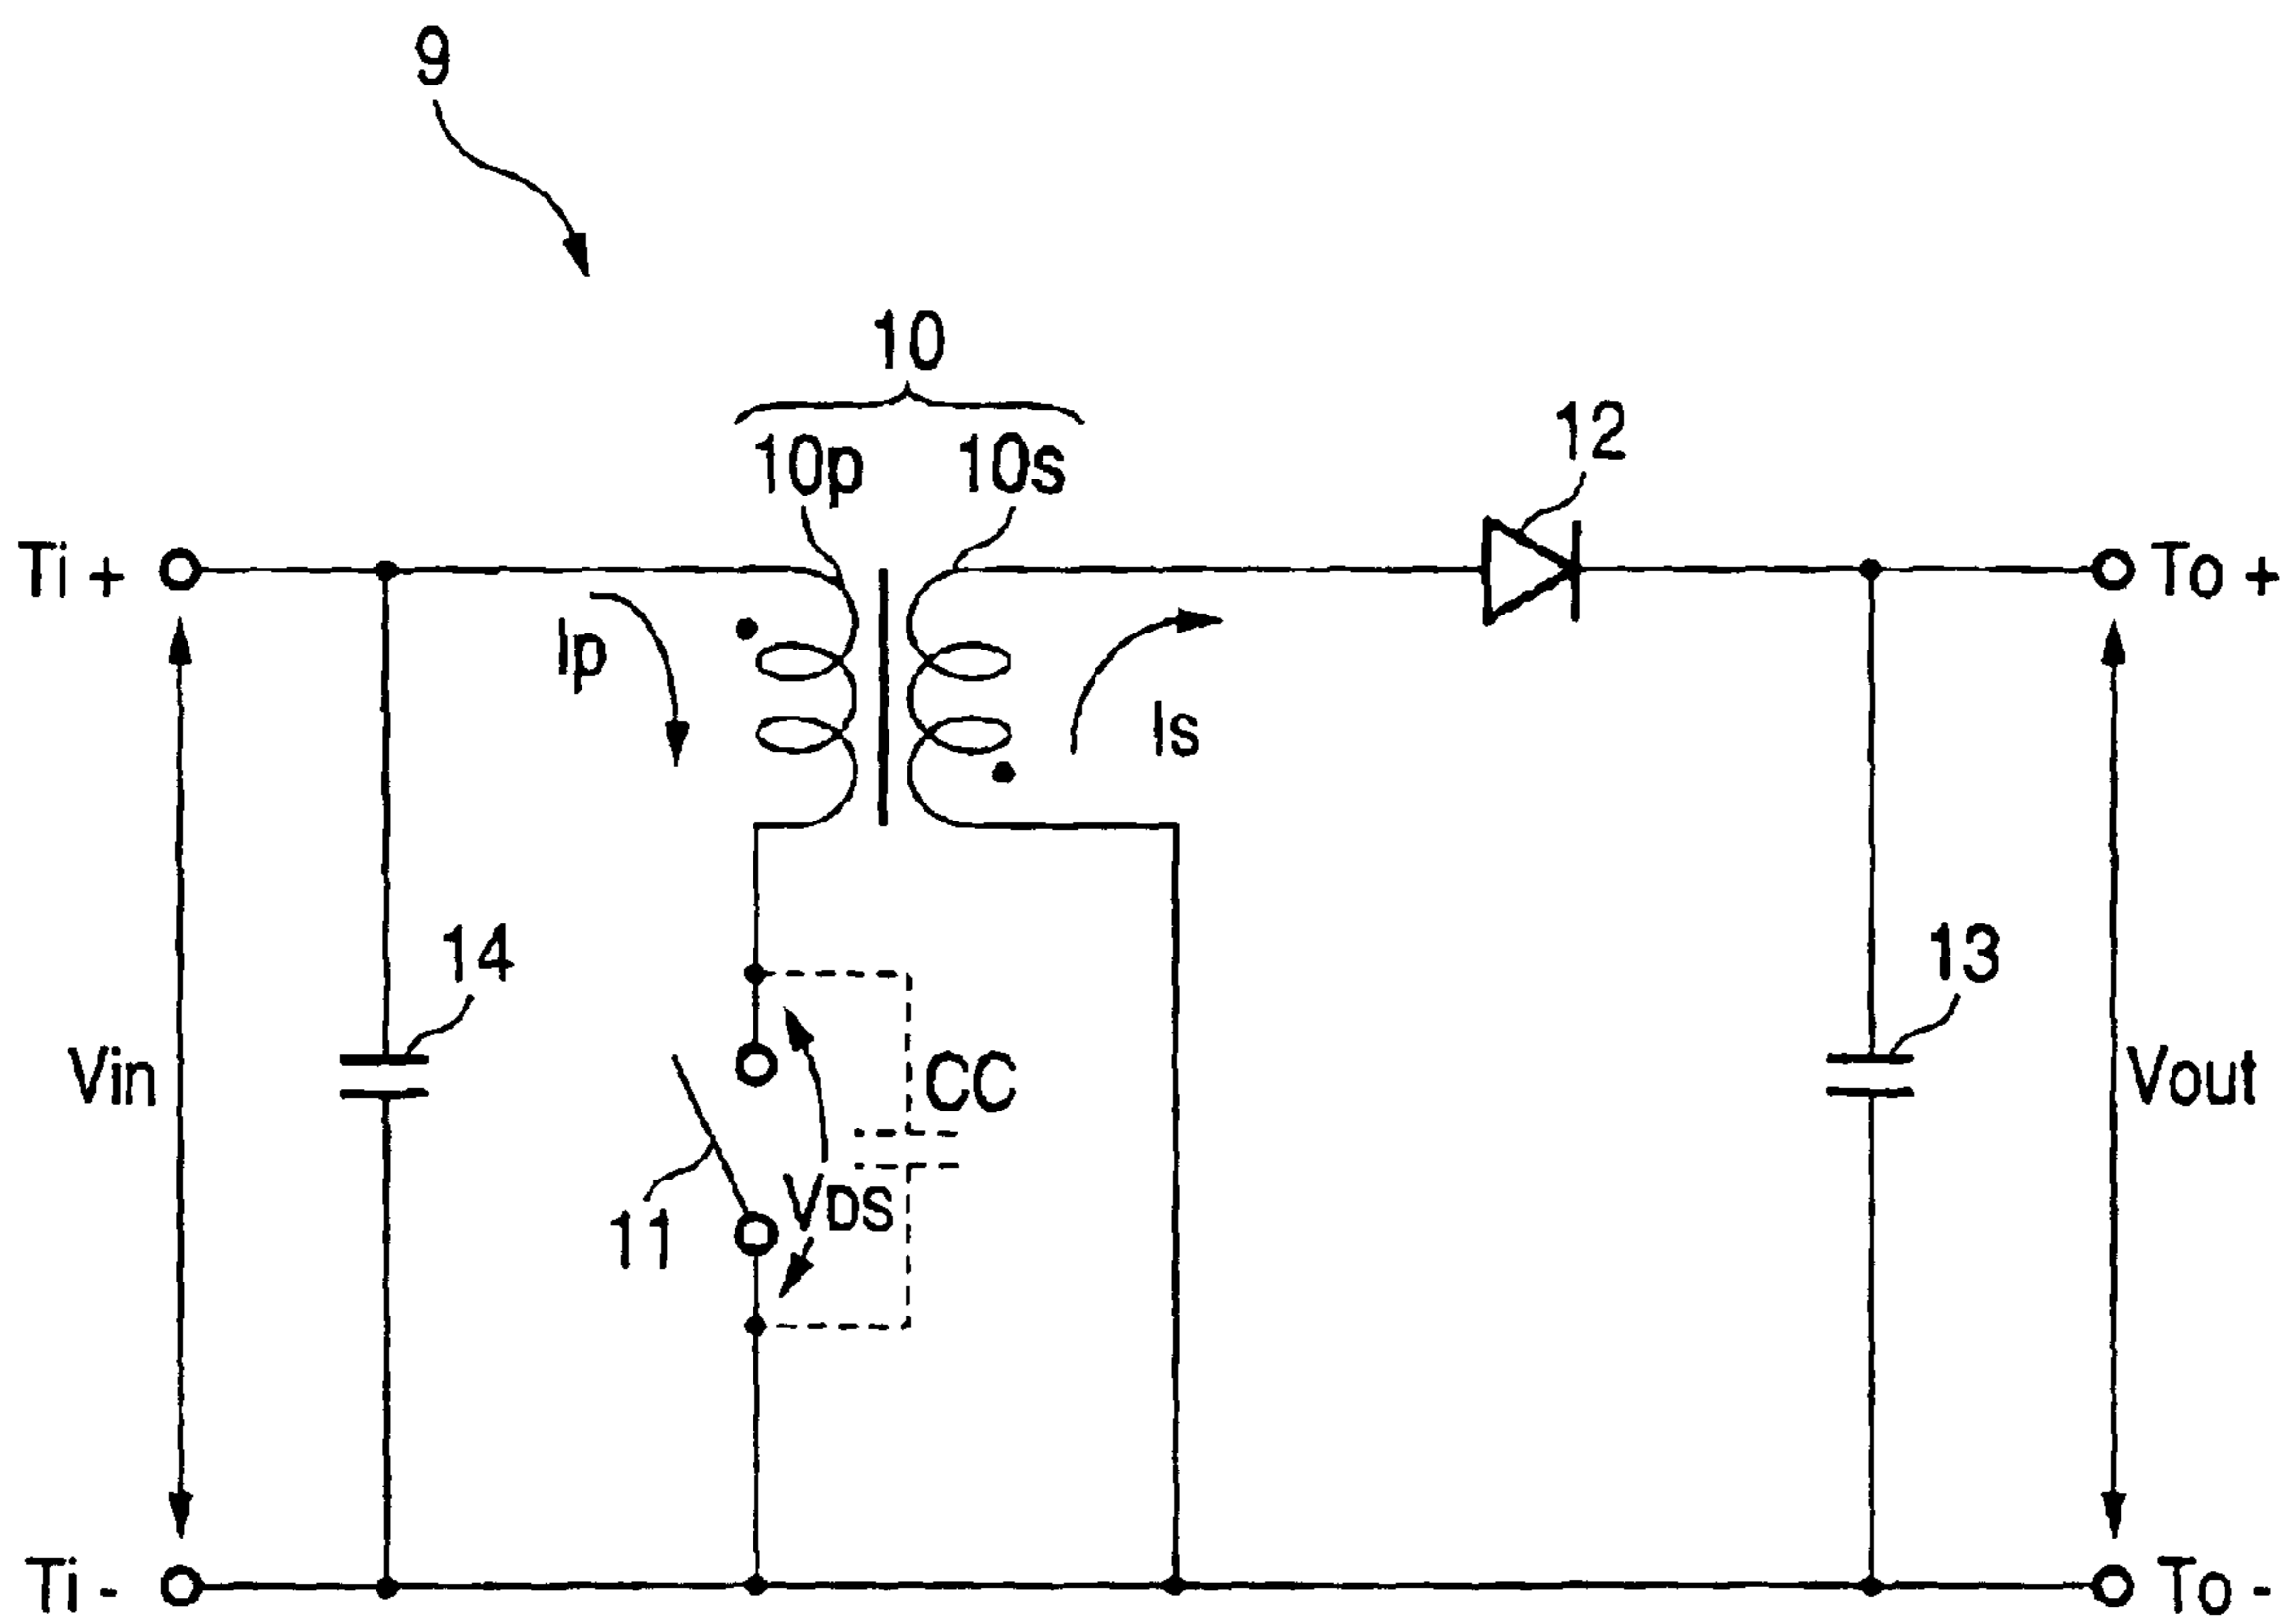 9
10
10p 10s
12
Ti +
To +
Ip
Is
14
13
Vin
CC
Vout
VDS
11
Ti -
To -